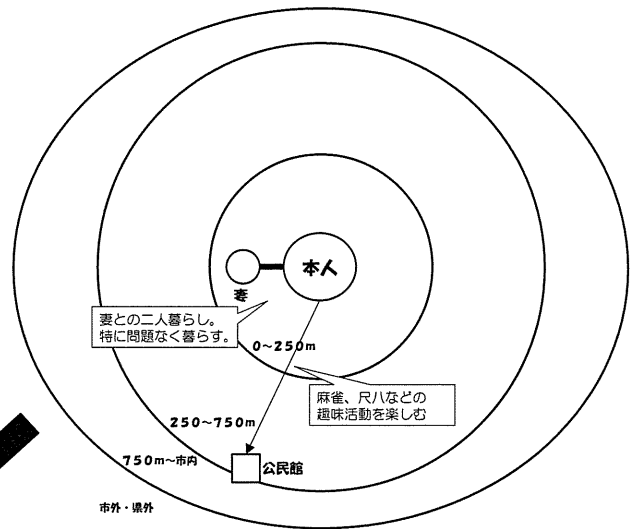 本人
妻
妻との二人暮らし。
特に問題なく暮らす。
0~250m
麻雀、尺八などの
趣味活動を楽しむ
250~750m
750m~市内
公民館
市外・県外